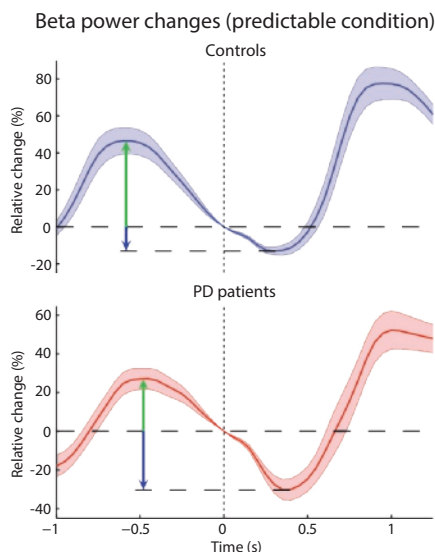 Beta power changes (predictable condition)
Controls
Relative change (%)
80
60
40
20
0
-20
PD patients
Relative change (%)
60
40
20
0
-20
-40
−1
−0.5
0
0.5
1
Time (s)